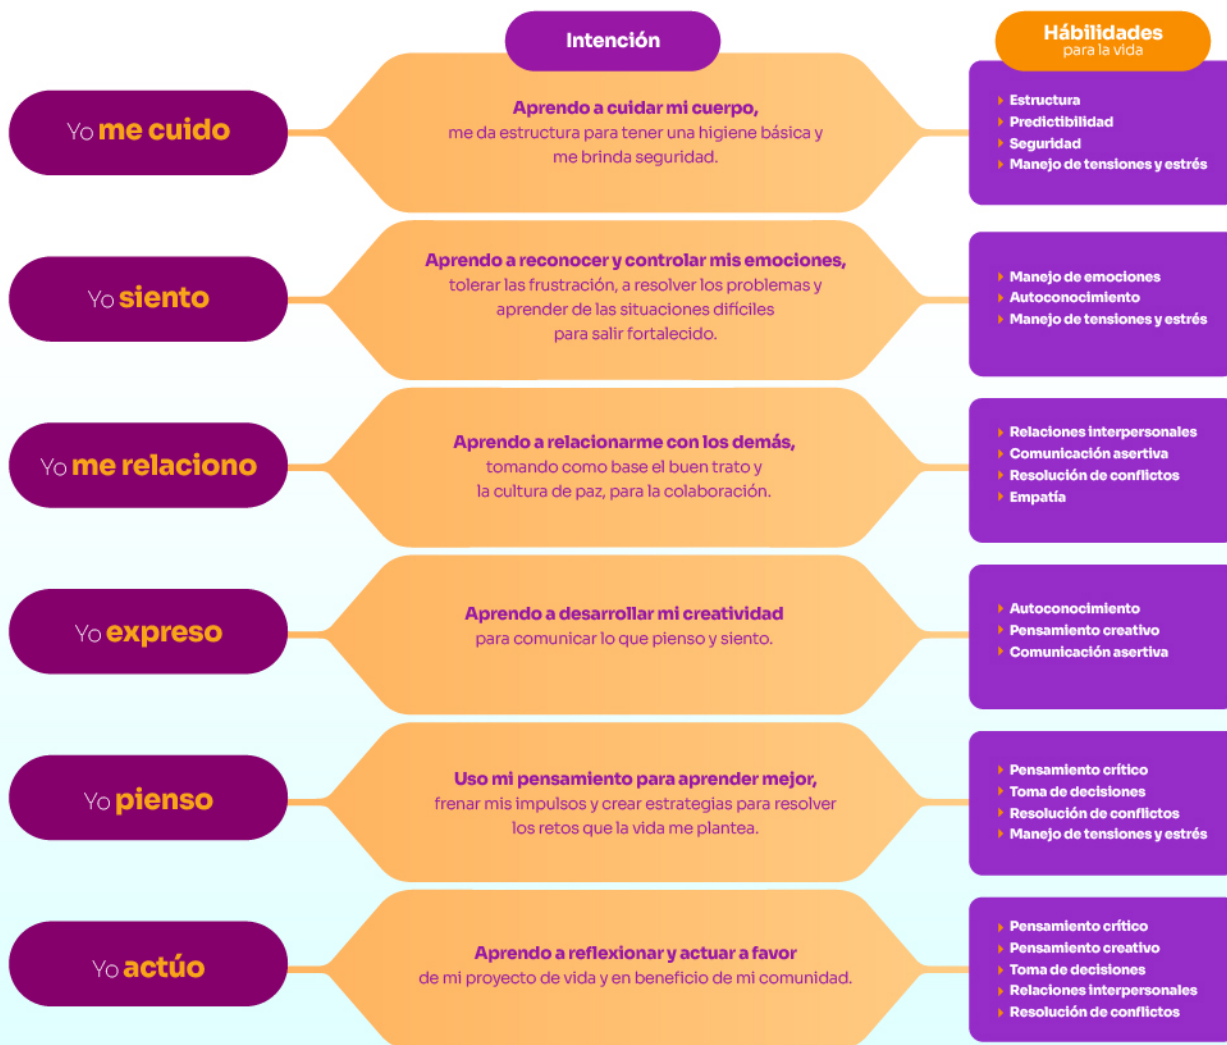 Intención
Hábilidades
para la vida
Yo me cuido
Aprendo a cuidar mi cuerpo,
me da estructura para tener una higiene básica y
me brinda seguridad.
Estructura
Predictibilidad
Seguridad
Manejo de tensiones y estrés
Yo siento
Aprendo a reconocer y controlar mis emociones,
tolerar las frustración, a resolver los problemas y
aprender de las situaciones difíciles
para salir fortalecido.
Manejo de emociones
Autoconocimiento
Manejo de tensiones y estrés
Yo me relaciono
Aprendo a relacionarme con los demás,
tomando como base el buen trato y
la cultura de paz, para la colaboración.
Relaciones interpersonales
Comunicación asertiva
Resolución de conflictos
Empatía
Yo expreso
Aprendo a desarrollar mi creatividad
para comunicar lo que pienso y siento.
Autoconocimiento
Pensamiento creativo
Comunicación asertiva
Yo pienso
Uso mi pensamiento para aprender mejor,
frenar mis impulsos y crear estrategias para resolver
los retos que la vida me plantea.
Pensamiento crítico
Toma de decisiones
Resolución de conflictos
Manejo de tensiones y estrés
Yo actúo
Aprendo a reflexionar y actuar a favor
de mi proyecto de vida y en beneficio de mi comunidad.
Pensamiento crítico
Pensamiento creativo
Toma de decisiones
Relaciones interpersonales
Resolución de conflictos